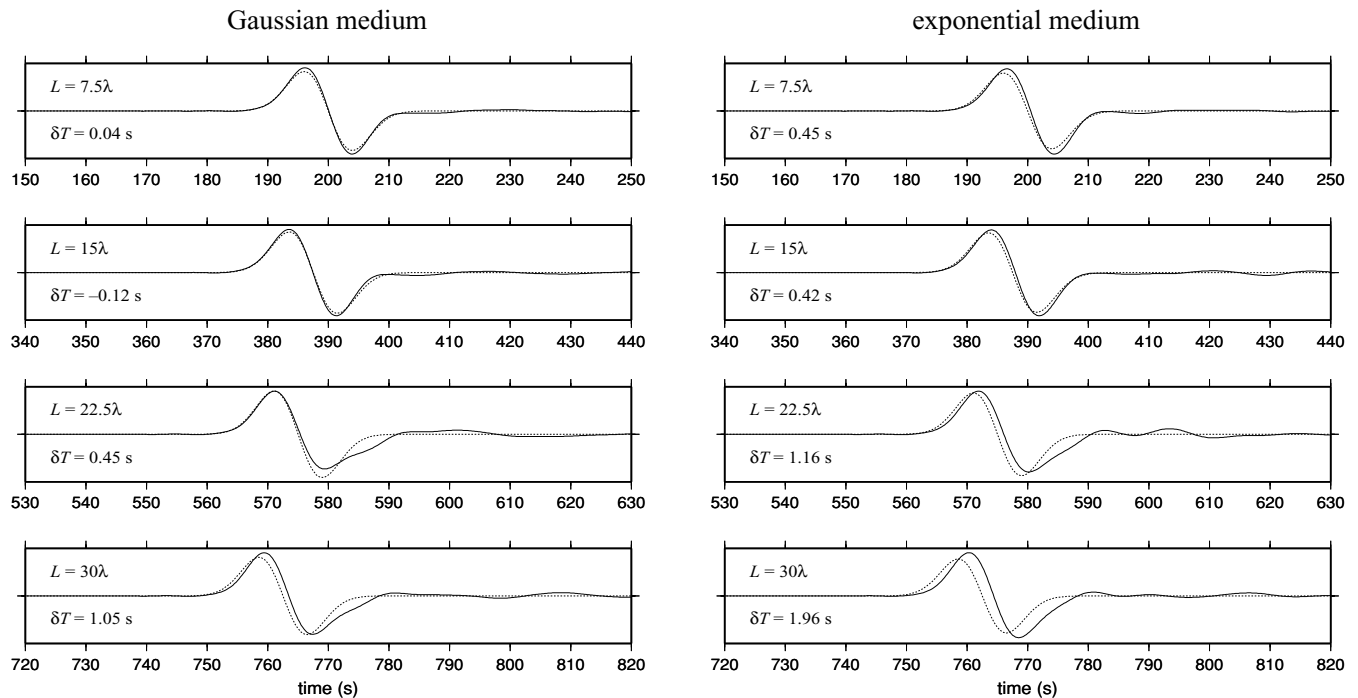 Gaussian medium
L = 7.5λ
δT = 0.04 s
150 160 170 180 190 200 210 220 230 240 250
L = 15λ
δT = –0.12 s
340 350 360 370 380 390 400 410 420 430 440
L = 22.5λ
δT = 0.45 s
530 540 550 560 570 580 590 600 610 620 630
L = 30λ
δT = 1.05 s
720 730 740 750 760 770 780 790 800 810 820
time (s)
exponential medium
L = 7.5λ
δT = 0.45 s
150 160 170 180 190 200 210 220 230 240 250
L = 15λ
δT = 0.42 s
340 350 360 370 380 390 400 410 420 430 440
L = 22.5λ
δT = 1.16 s
530 540 550 560 570 580 590 600 610 620 630
L = 30λ
δT = 1.96 s
720 730 740 750 760 770 780 790 800 810 820
time (s)